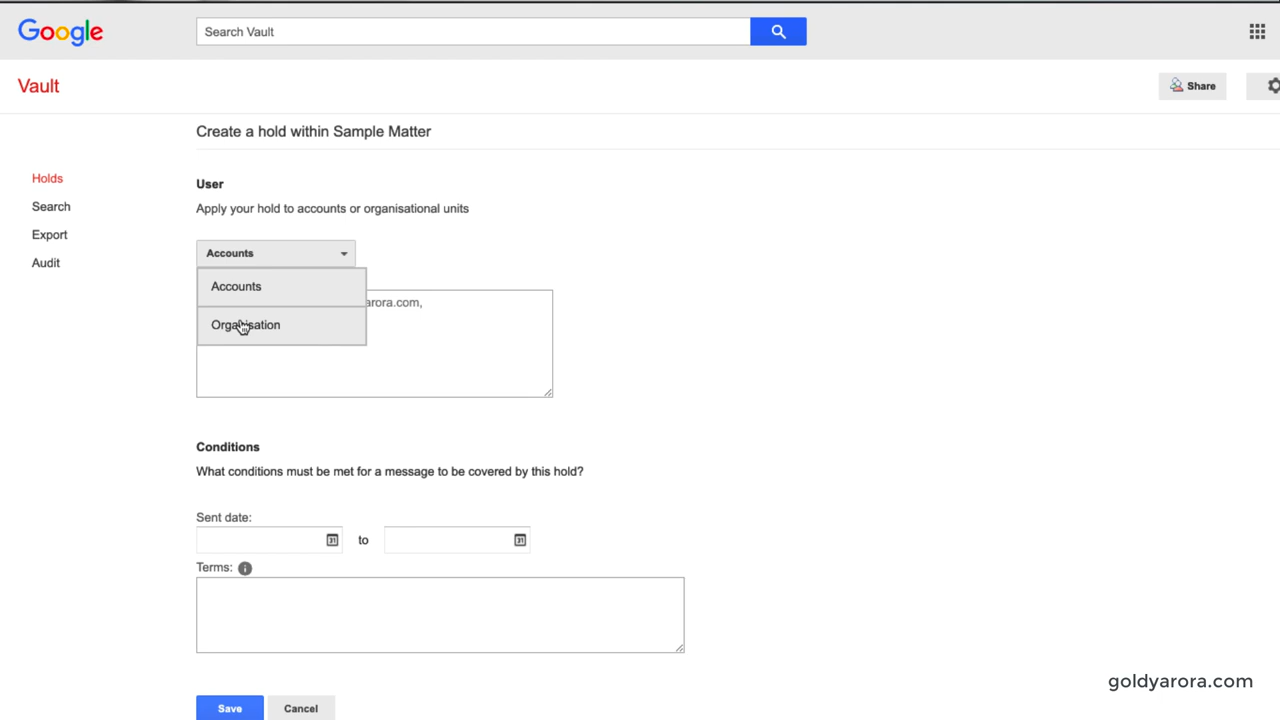 Google
Search Vault
Vault
Share
Create a hold within Sample Matter
Holds
Search
Export
Audit
User
Apply your hold to accounts or organisational units
Accounts
Accounts
arora.com,
Organisation
Conditions
What conditions must be met for a message to be covered by this hold?
Sent date:
31
to
31
Terms:
i
Save
Cancel
goldyarora.com